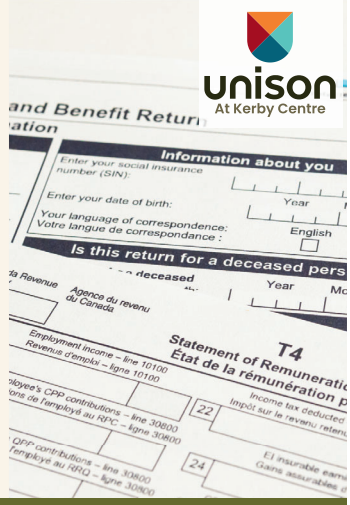 unison
At Kerby Centre
and Benefit Return
ation
Information about you
Enter your social insurance
number (SIN):
Enter your date of birth:
Year
Your language of correspondence:
Votre langue de correspondance :
English
Is this return for a deceased pers
deceased
Year
Mo
da Revenue
Agence du revenu
du Canada
T4
Statement of Remuneratio
État de la rémunération p
Employment income – line 10100
Revenus d'emploi – ligne 10100
Income tax deducted
Impôt sur le revenu reten
22
loyee's CPP contributions – line 30800
ons de l'employé au RPC – ligne 30800
EI insurable earn
Gains assurables d
24
QPP contributions – line 30800
l'employé au RRQ – ligne 30800